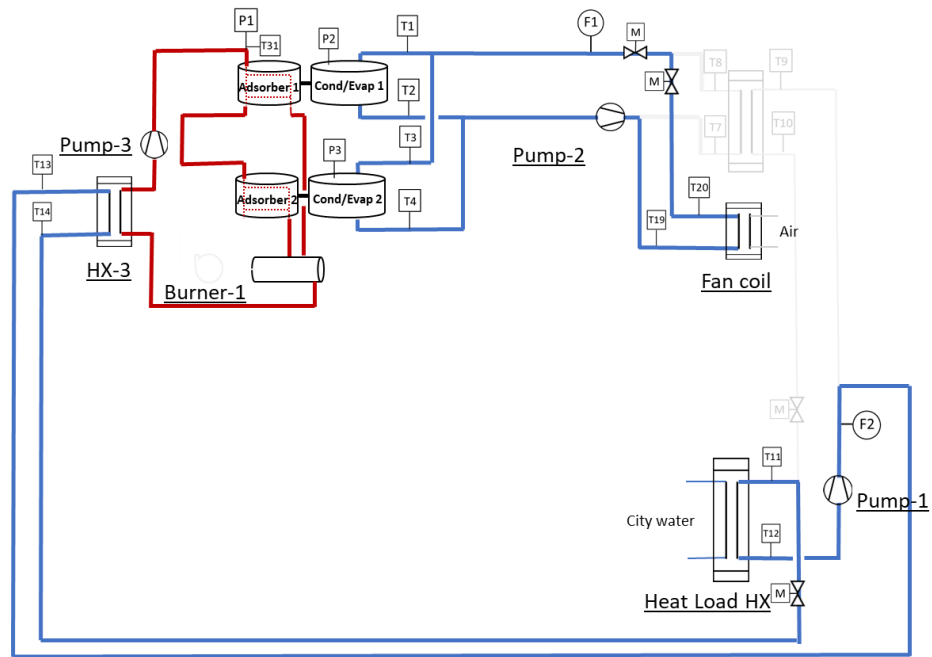 P1
T31
P2
T1
F1
M
T8
T9
M
Adsorber 1
Cond/Evap 1
T2
Pump-3
Pump-2
T7
T10
T3
P3
T13
T14
Adsorber 2
Cond/Evap 2
T4
T20
T19
Air
HX-3
Burner-1
Fan coil
M
F2
T11
Pump-1
City water
T12
Heat Load HX
M